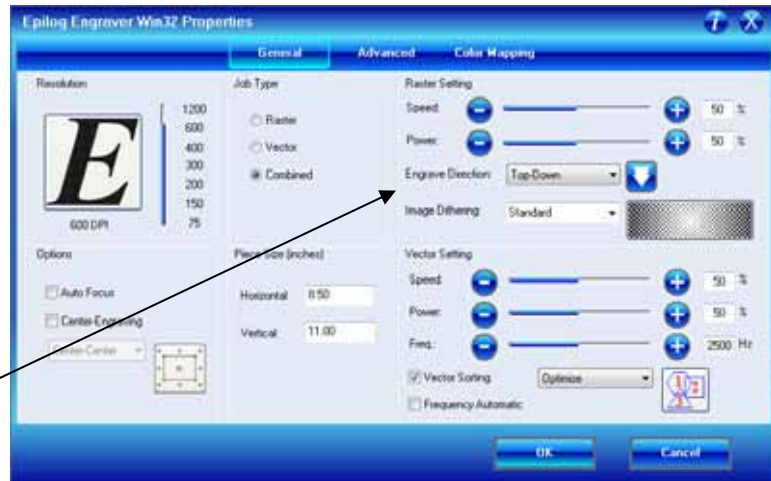 Epilog Engraver Win32 Properties
General Advanced Color Mapping
Resolution
E
1200
600
400
300
200
150
75
600 DPI
Job Type
Raster
Vector
Combined
Raster Setting
Speed: 50 %
Power: 50 %
Engrave Direction: Top-Down
Image Dithering: Standard
Options
Auto Focus
Center-Engraving
Center-Center
Piece Size (inches)
Horizontal 8.50
Vertical 11.00
Vector Setting
Speed: 50 %
Power: 50 %
Freq.: 2500 Hz
Vector Sorting Optimize
Frequency Automatic
OK Cancel